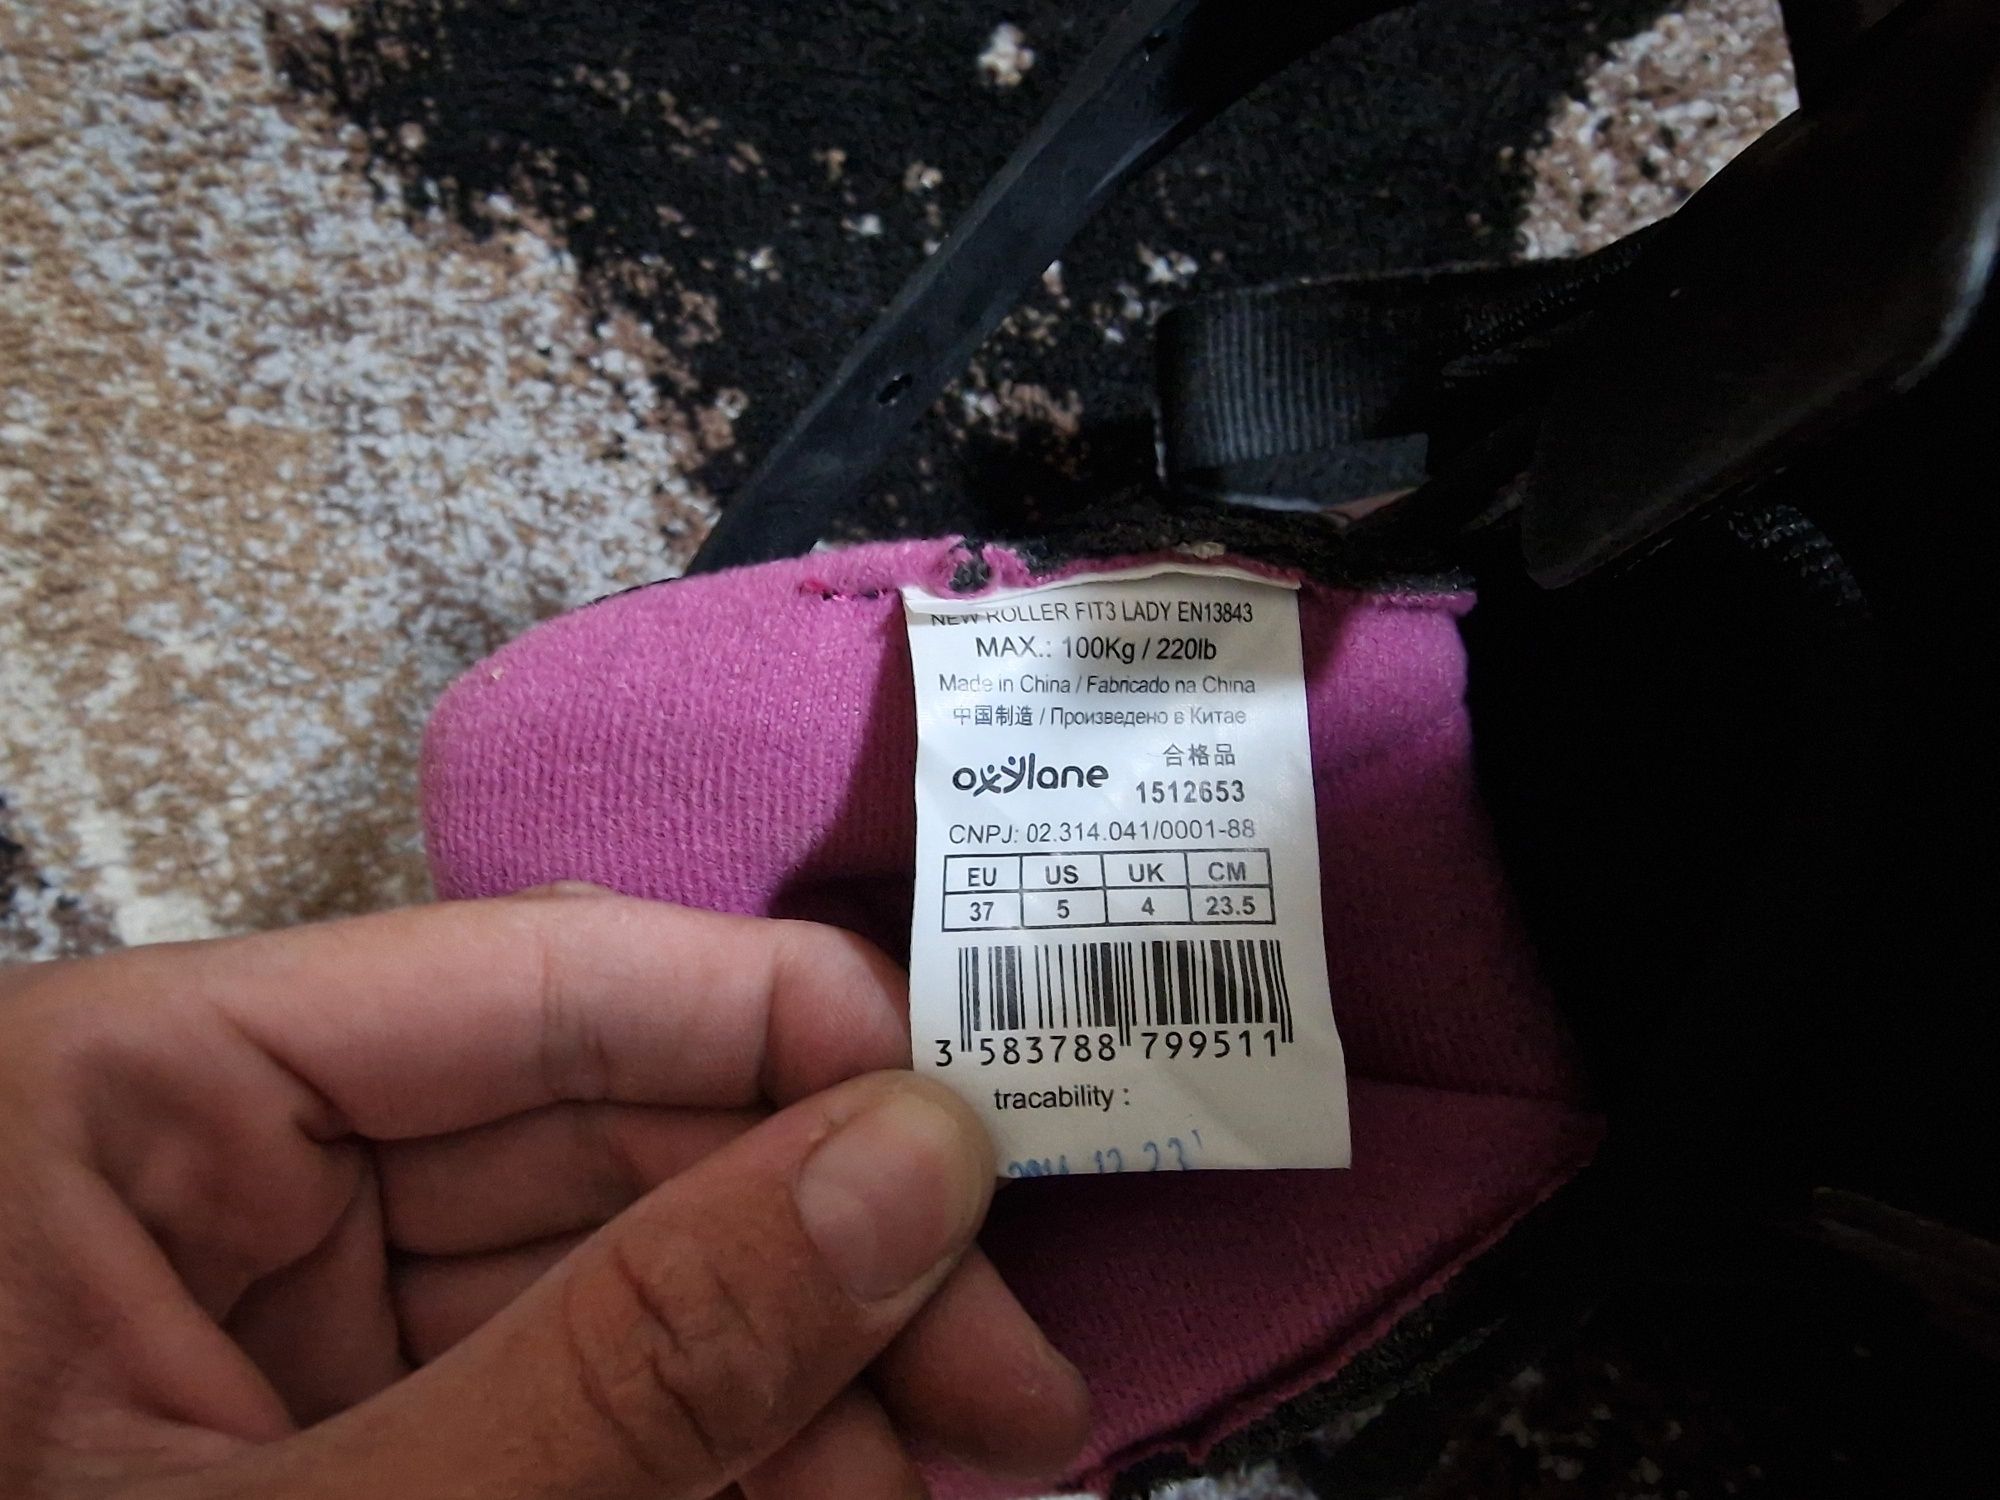 NEW ROLLER FIT3 LADY EN13843
MAX.: 100Kg / 220lb
Made in China / Fabricado na China
中国制造 / Произведено в Китае
合格品
oxylane 1512653
CNPJ: 02.314.041/0001-88
EU US UK CM
37 5 4 23.5
3 583788 799511
tracability :